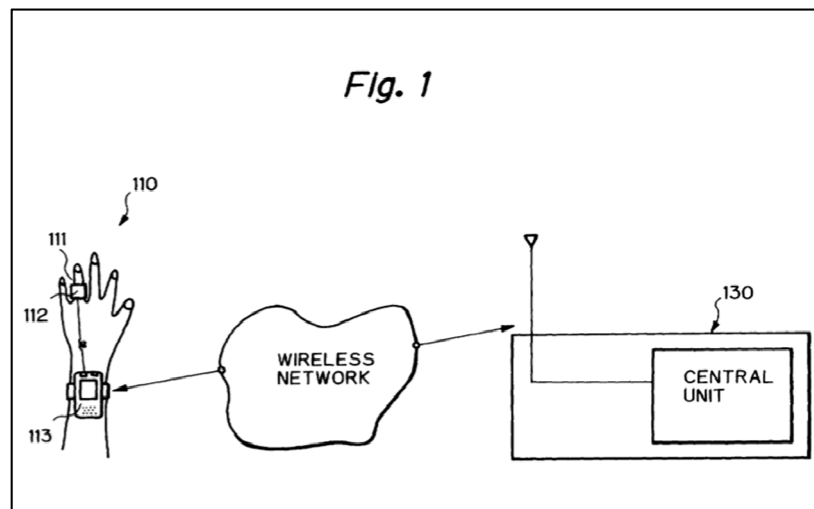 Fig. 1
110
111
112
113
WIRELESS
NETWORK
130
CENTRAL
UNIT